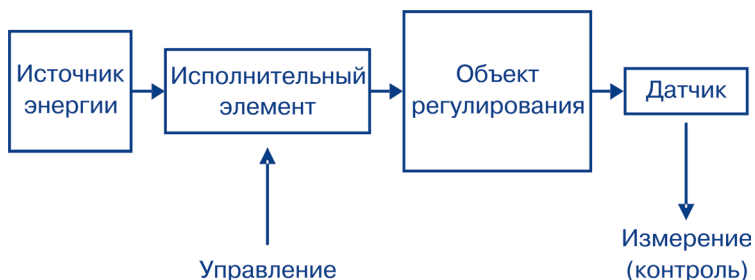 Источник
энергии
Исполнительный
элемент
Объект
регулирования
Датчик
Управление
Измерение
(контроль)